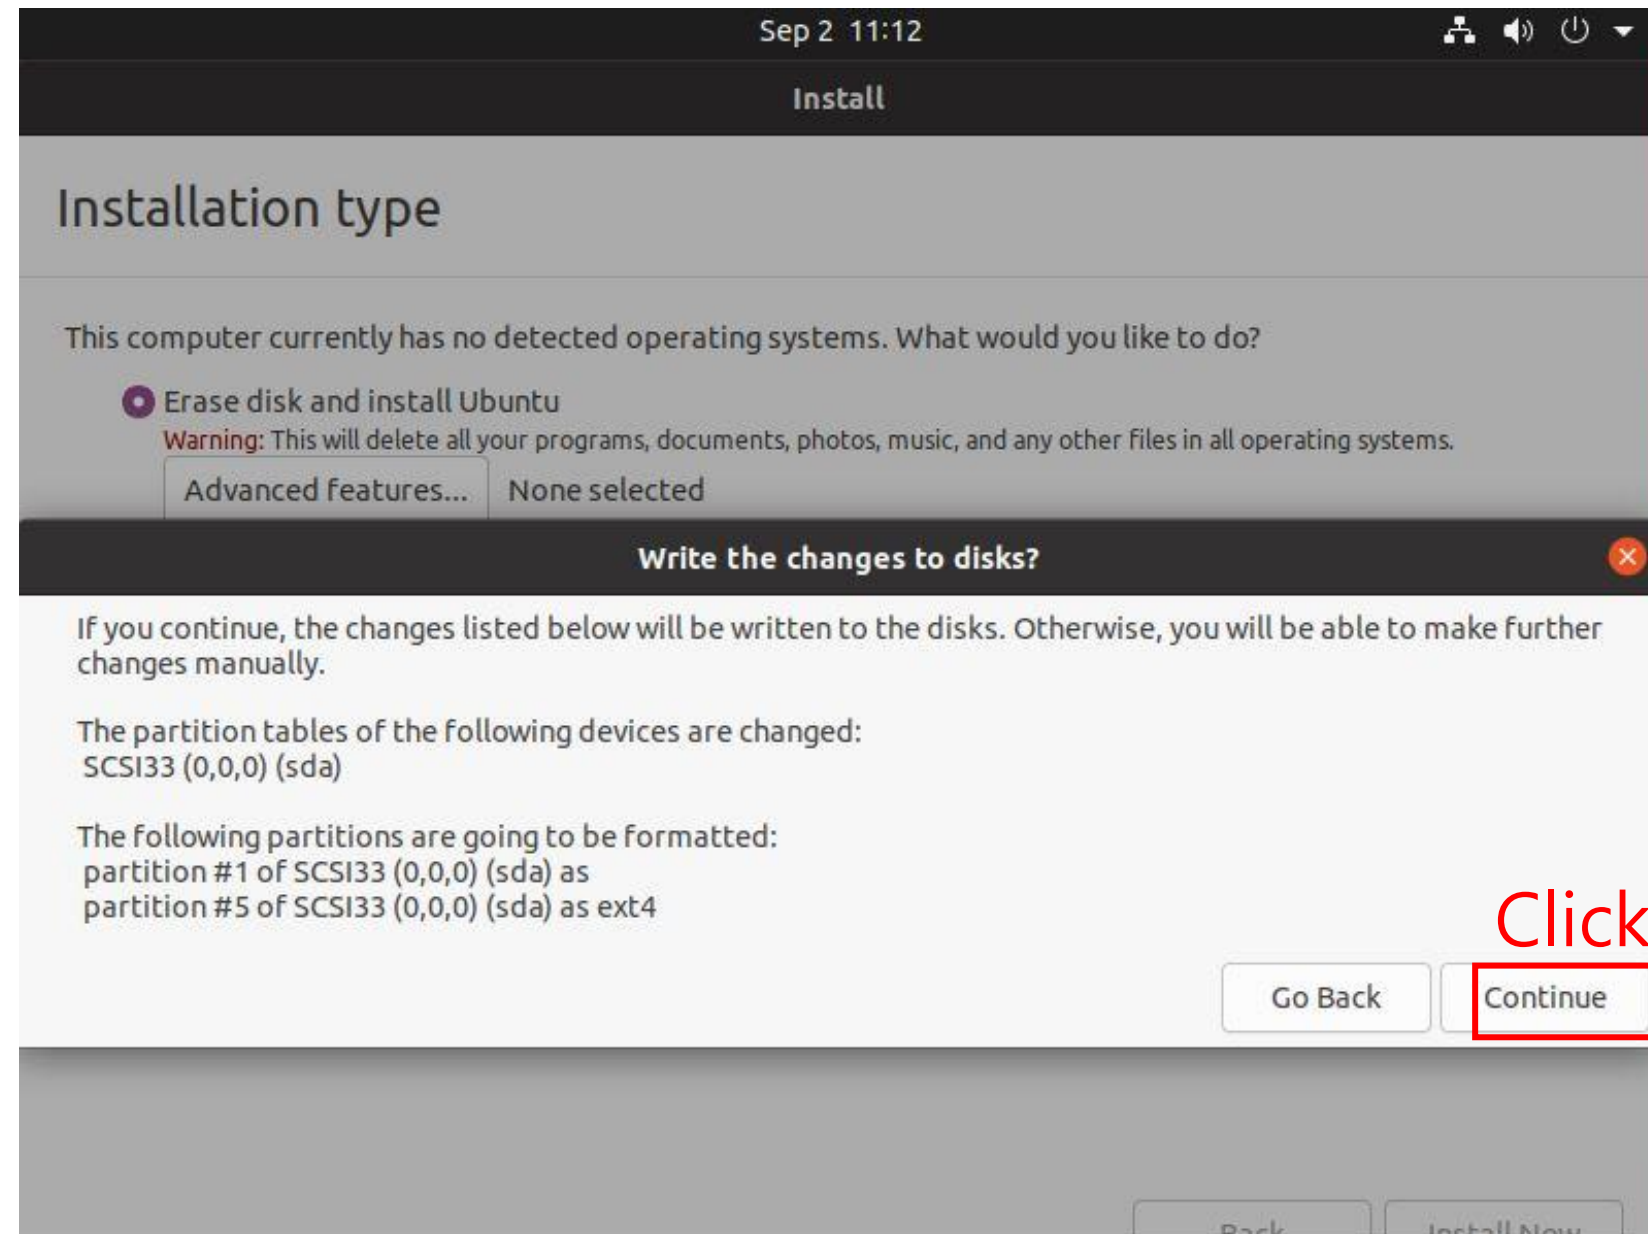 Sep 2 11:12
Install
Installation type
This computer currently has no detected operating systems. What would you like to do?
Erase disk and install Ubuntu
Warning: This will delete all your programs, documents, photos, music, and any other files in all operating systems.
Advanced features... None selected
Write the changes to disks?
If you continue, the changes listed below will be written to the disks. Otherwise, you will be able to make further
changes manually.
The partition tables of the following devices are changed:
SCSI33 (0,0,0) (sda)
The following partitions are going to be formatted:
partition #1 of SCSI33 (0,0,0) (sda) as
partition #5 of SCSI33 (0,0,0) (sda) as ext4
Click
Go Back Continue
Back Install Now